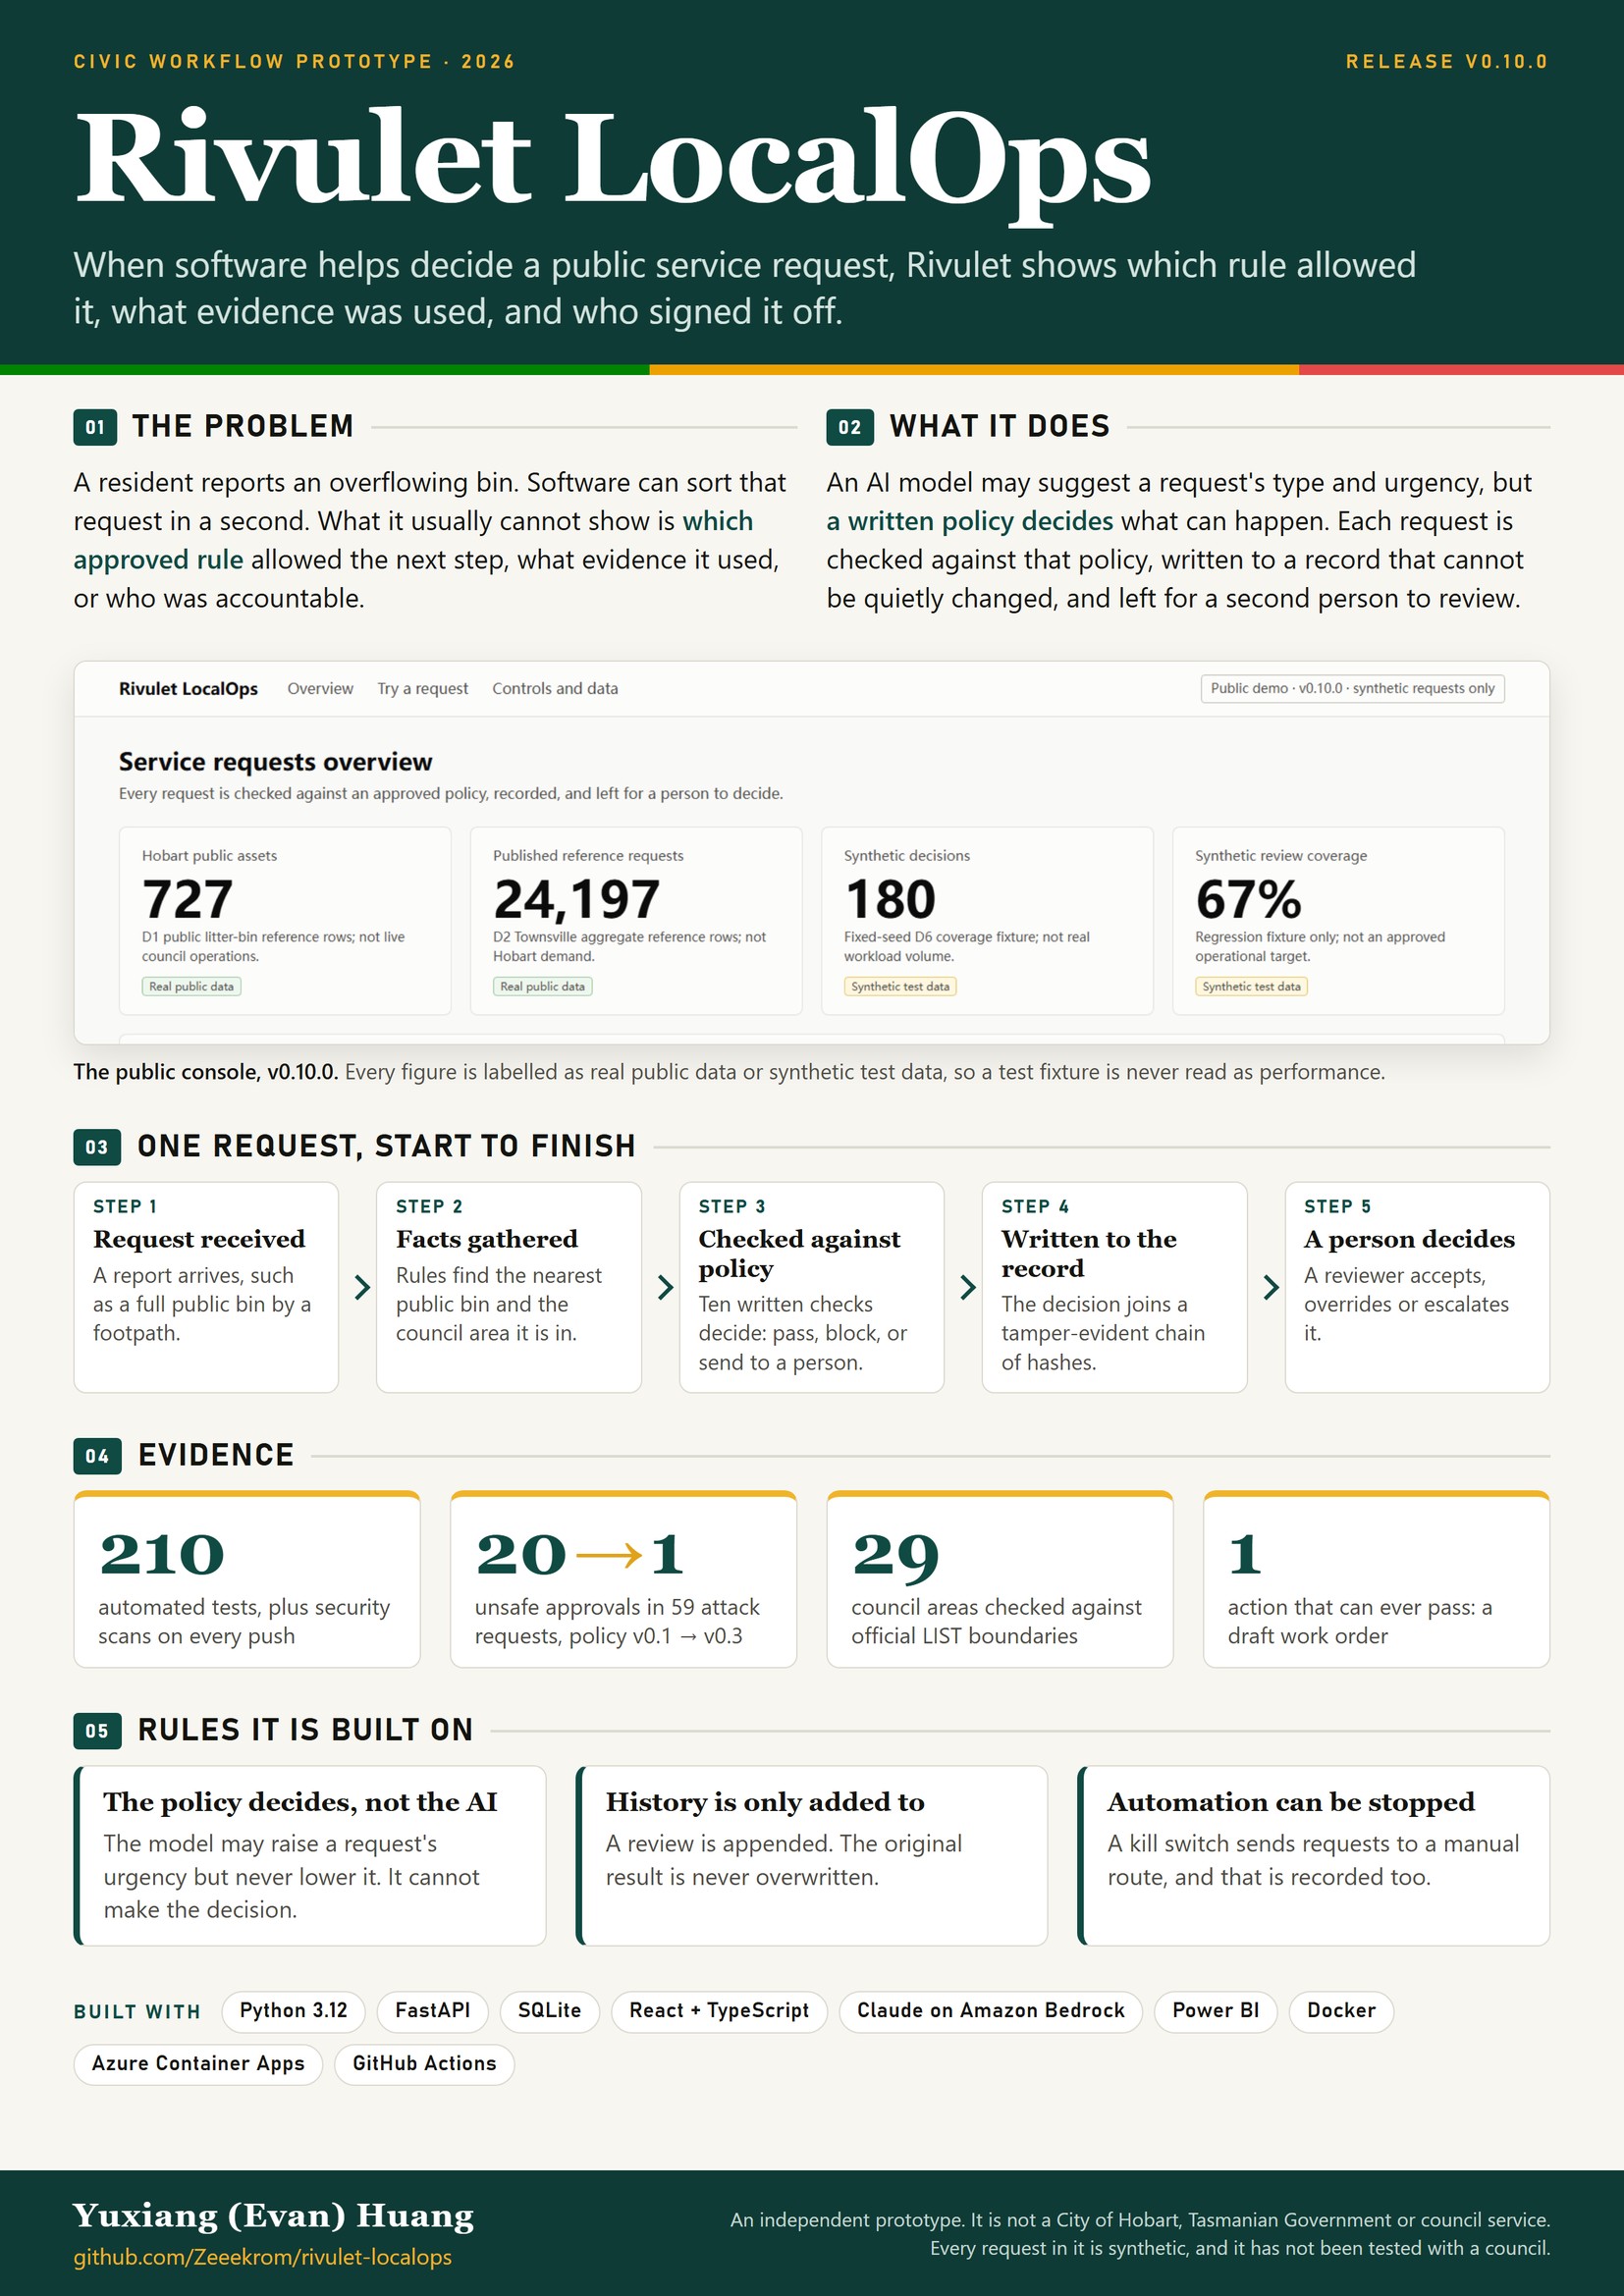 CIVIC WORKFLOW PROTOTYPE · 2026
RELEASE V0.10.0
Rivulet LocalOps
When software helps decide a public service request, Rivulet shows which rule allowed
it, what evidence was used, and who signed it off.
01 THE PROBLEM
A resident reports an overflowing bin. Software can sort that
request in a second. What it usually cannot show is which
approved rule allowed the next step, what evidence it used,
or who was accountable.
02 WHAT IT DOES
An AI model may suggest a request's type and urgency, but
a written policy decides what can happen. Each request is
checked against that policy, written to a record that cannot
be quietly changed, and left for a second person to review.
Rivulet LocalOps Overview Try a request Controls and data
Public demo · v0.10.0 · synthetic requests only
Service requests overview
Every request is checked against an approved policy, recorded, and left for a person to decide.
Hobart public assets
727
D1 public litter-bin reference rows; not live
council operations.
Real public data
Published reference requests
24,197
D2 Townsville aggregate reference rows; not
Hobart demand.
Real public data
Synthetic decisions
180
Fixed-seed D6 coverage fixture; not real
workload volume.
Synthetic test data
Synthetic review coverage
67%
Regression fixture only; not an approved
operational target.
Synthetic test data
The public console, v0.10.0. Every figure is labelled as real public data or synthetic test data, so a test fixture is never read as performance.
03 ONE REQUEST, START TO FINISH
STEP 1
Request received
A report arrives, such
as a full public bin by a
footpath.
STEP 2
Facts gathered
Rules find the nearest
public bin and the
council area it is in.
STEP 3
Checked against
policy
Ten written checks
decide: pass, block, or
send to a person.
STEP 4
Written to the
record
The decision joins a
tamper-evident chain
of hashes.
STEP 5
A person decides
A reviewer accepts,
overrides or escalates
it.
04 EVIDENCE
210
automated tests, plus security
scans on every push
20→1
unsafe approvals in 59 attack
requests, policy v0.1 → v0.3
29
council areas checked against
official LIST boundaries
1
action that can ever pass: a
draft work order
05 RULES IT IS BUILT ON
The policy decides, not the AI
The model may raise a request's
urgency but never lower it. It cannot
make the decision.
History is only added to
A review is appended. The original
result is never overwritten.
Automation can be stopped
A kill switch sends requests to a manual
route, and that is recorded too.
BUILT WITH Python 3.12 FastAPI SQLite React + TypeScript Claude on Amazon Bedrock Power BI Docker
Azure Container Apps GitHub Actions
Yuxiang (Evan) Huang
github.com/Zeeekrom/rivulet-localops
An independent prototype. It is not a City of Hobart, Tasmanian Government or council service.
Every request in it is synthetic, and it has not been tested with a council.